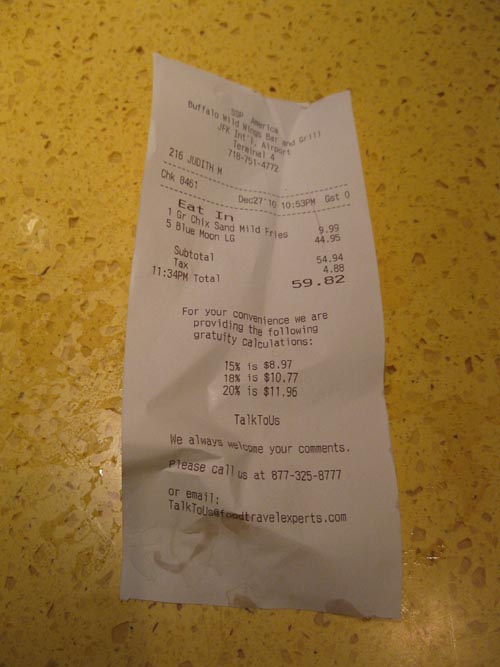 SSP America
Buffalo Wild Wings Bar and Grill
JFK Int'l, Airport
Terminal 4
718-751-4772
216 JUDITH M
Chk 8461 Dec27'10 10:53PM Gst 0
Eat In
1 Gr Chix Sand Mild Fries 9.99
5 Blue Moon LG 44.95
Subtotal 54.94
Tax 4.88
11:34PM Total 59.82
For your convenience we are
providing the following
gratuity calculations:
15% is $8.97
18% is $10.77
20% is $11.96
TalkToUs
We always welcome your comments.
Please call us at 877-325-8777
or email:
TalkToUs@foodtravelexperts.com